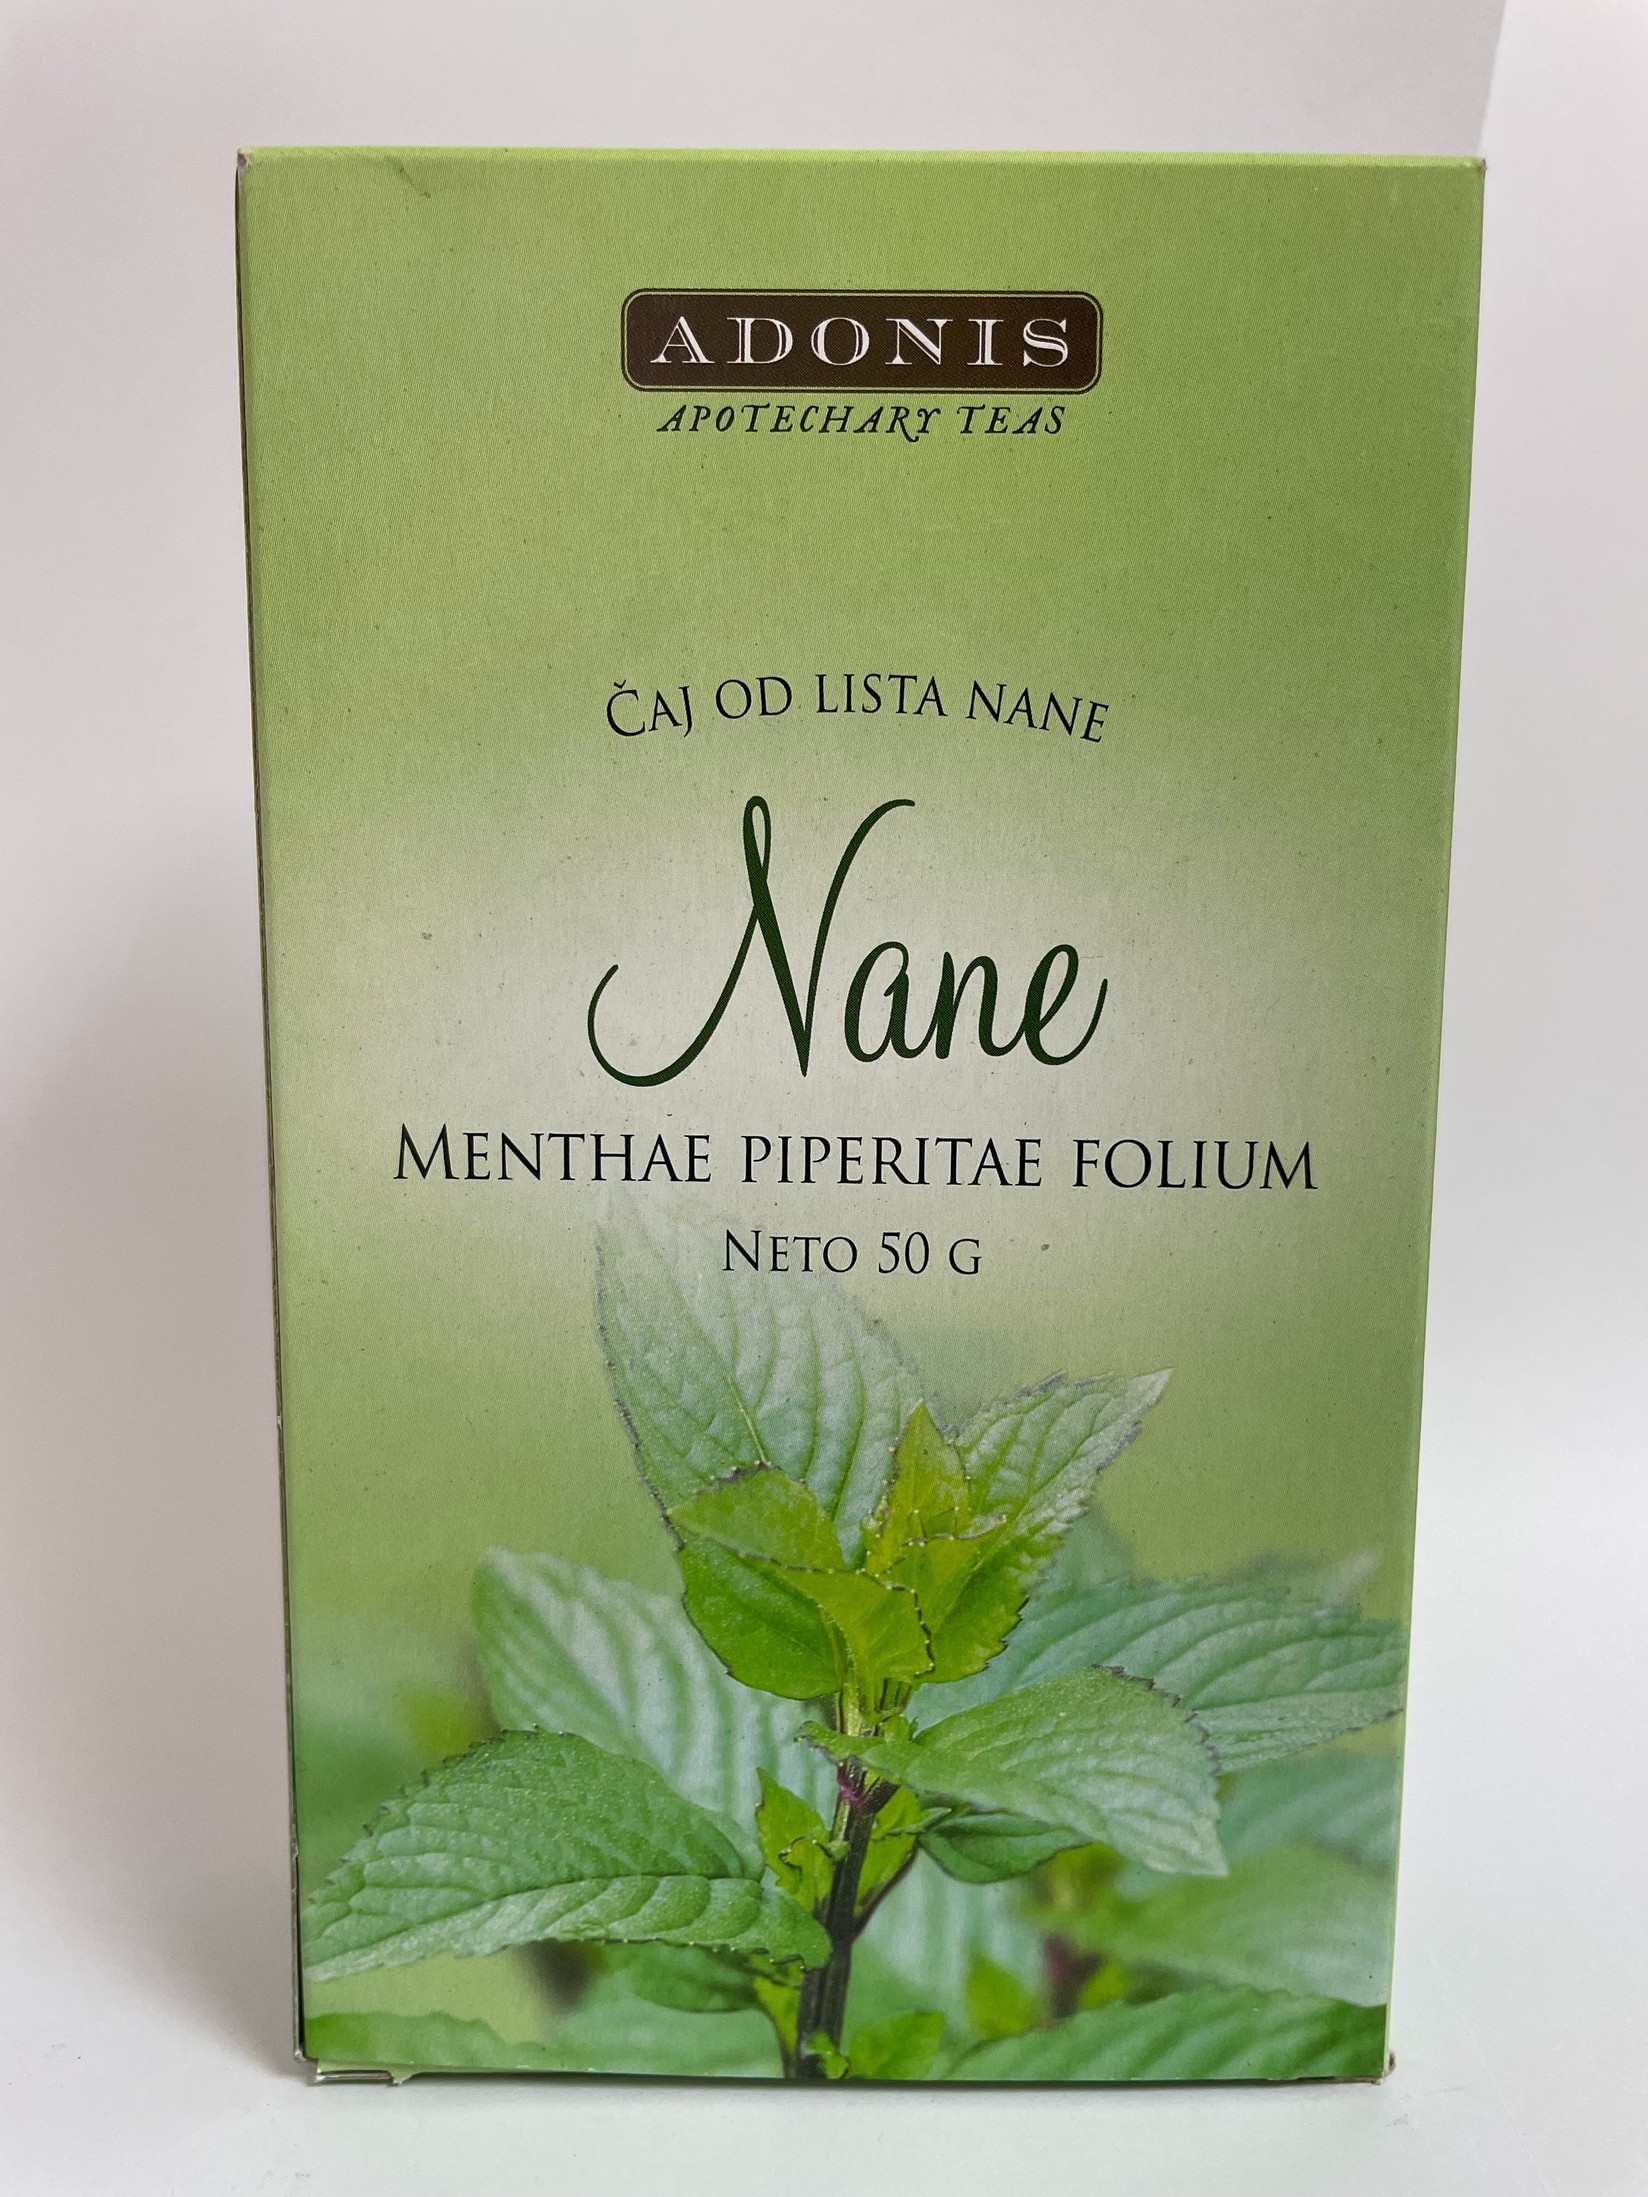 ADONIS
APOTECHARY TEAS
ČAJ OD LISTA NANE
Nane
MENTHAE PIPERITAE FOLIUM
NETO 50 G